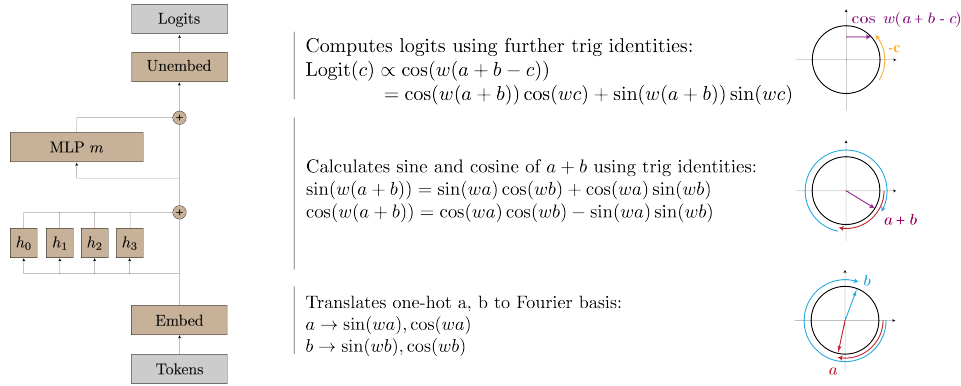 Logits
Unembed
+
MLP m
+
h₀ h₁ h₂ h₃
Embed
Tokens
Computes logits using further trig identities:
Logit(c) ∝ cos(w(a + b − c))
= cos(w(a + b)) cos(wc) + sin(w(a + b)) sin(wc)
Calculates sine and cosine of a + b using trig identities:
sin(w(a + b)) = sin(wa) cos(wb) + cos(wa) sin(wb)
cos(w(a + b)) = cos(wa) cos(wb) − sin(wa) sin(wb)
Translates one-hot a, b to Fourier basis:
a → sin(wa), cos(wa)
b → sin(wb), cos(wb)
cos w(a + b - c)
-c
a + b
b
a